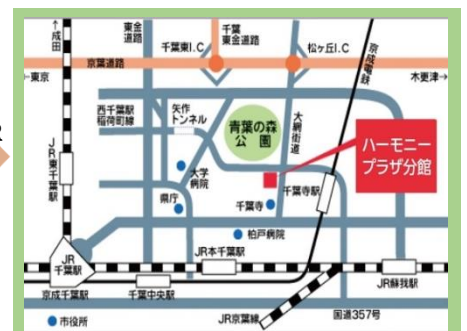 ↑成田
東金
道路
千葉東I.C
千葉
東金道路
松ヶ丘I.C
京成電鉄
京葉道路
←東京
木更津→
西千葉駅
稲荷町線
矢作
トンネル
青葉の森
公園
大網街道
ハーモニー
プラザ分館
JR東千葉駅
大学
病院
県庁
千葉寺
千葉寺駅
柏戸病院
JR
千葉駅
JR本千葉駅
JR蘇我駅
京成千葉駅
千葉中央駅
市役所
JR京葉線
国道357号